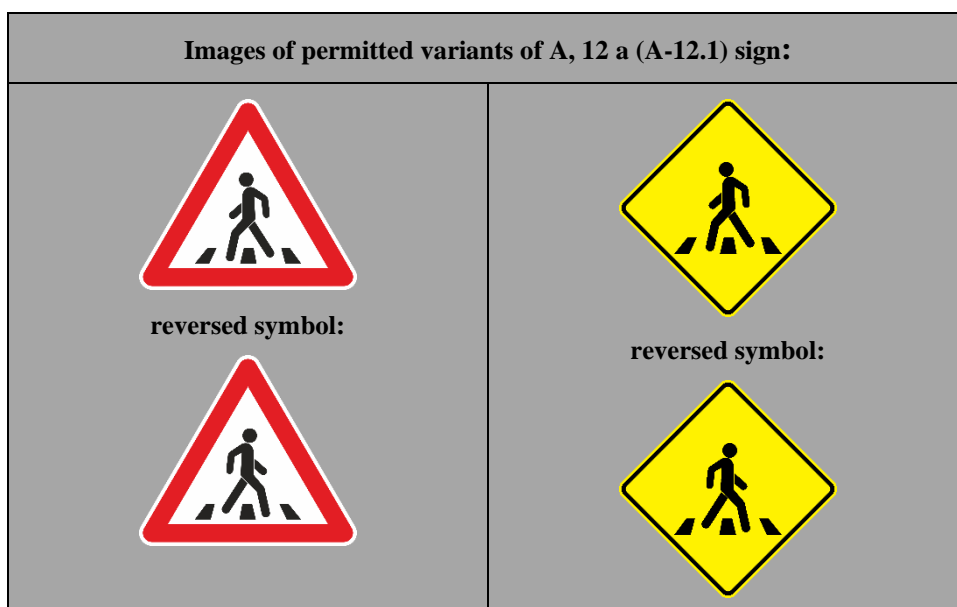 Images of permitted variants of A, 12 a (A-12.1) sign:
reversed symbol:
reversed symbol: